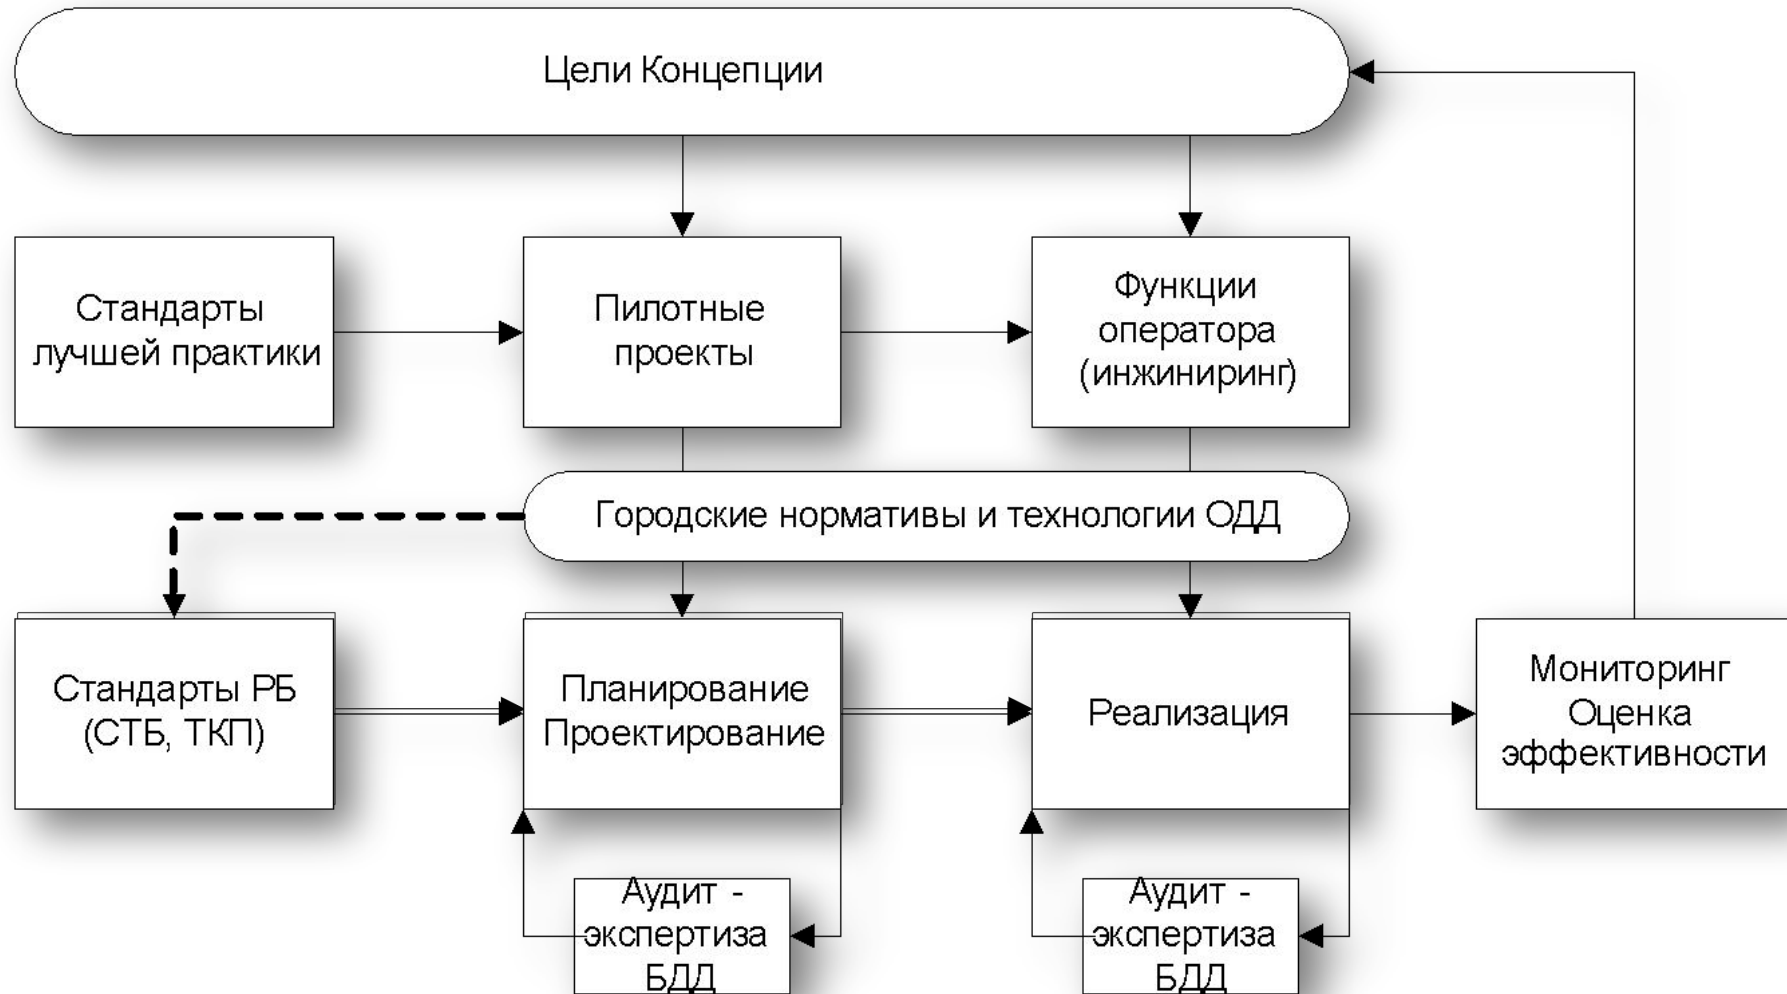 Цели Концепции
Стандарты
лучшей практики
Пилотные
проекты
Функции
оператора
(инжиниринг)
Городские нормативы и технологии ОДД
Стандарты РБ
(СТБ, ТКП)
Планирование
Проектирование
Реализация
Мониторинг
Оценка
эффективности
Аудит -
экспертиза
БДД
Аудит -
экспертиза
БДД